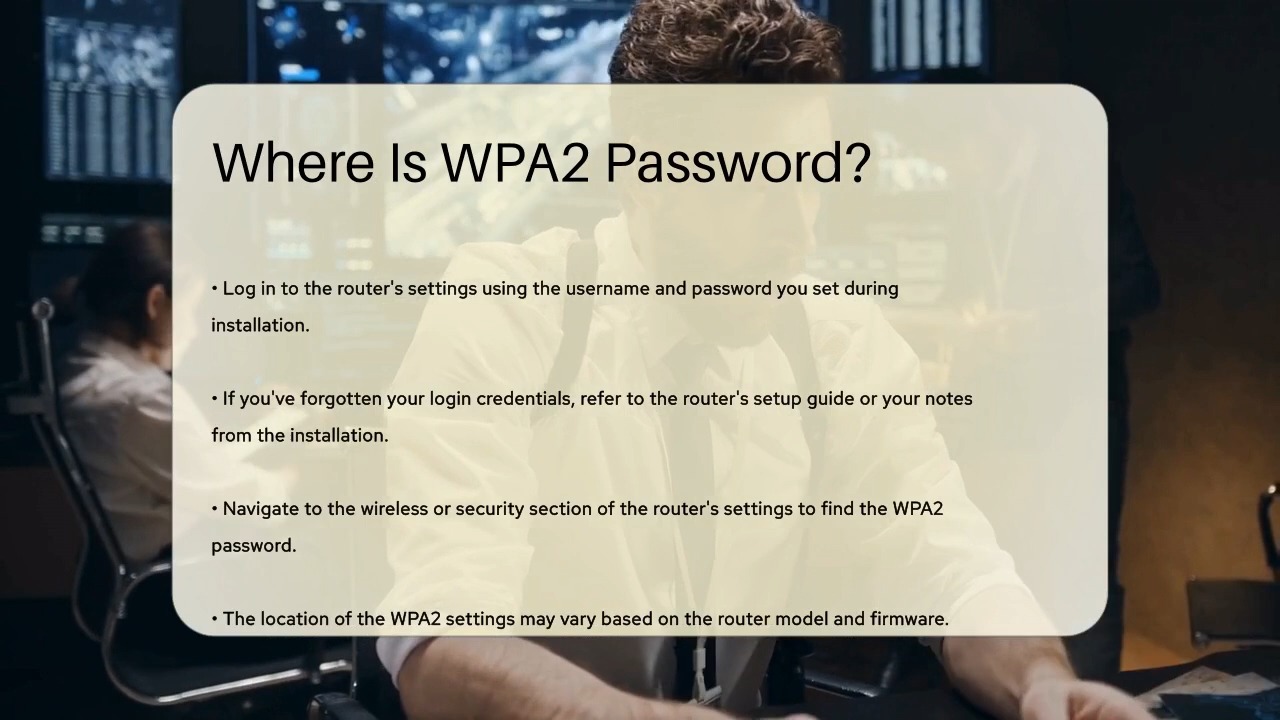 Where Is WPA2 Password?
• Log in to the router's settings using the username and password you set during
installation.
• If you've forgotten your login credentials, refer to the router's setup guide or your notes
from the installation.
• Navigate to the wireless or security section of the router's settings to find the WPA2
password.
• The location of the WPA2 settings may vary based on the router model and firmware.